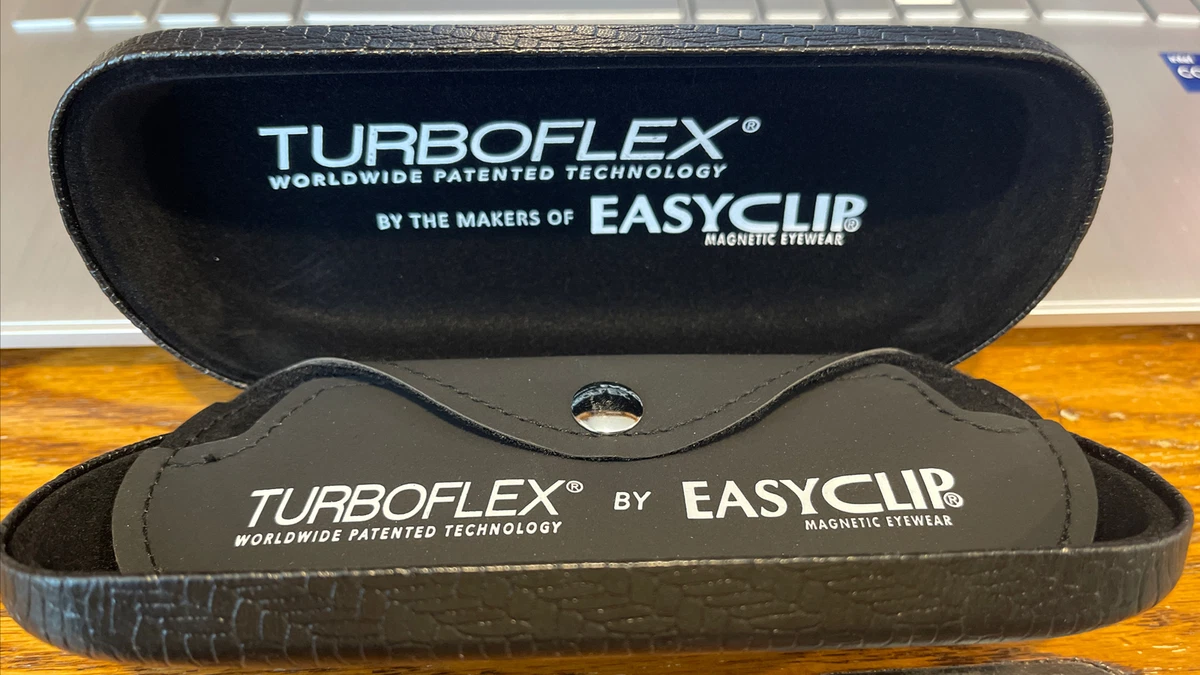 TURBOFLEX®
WORLDWIDE PATENTED TECHNOLOGY
BY THE MAKERS OF EASYCLIP®
MAGNETIC EYEWEAR
TURBOFLEX® BY EASYCLIP®
WORLDWIDE PATENTED TECHNOLOGY
MAGNETIC EYEWEAR
intel